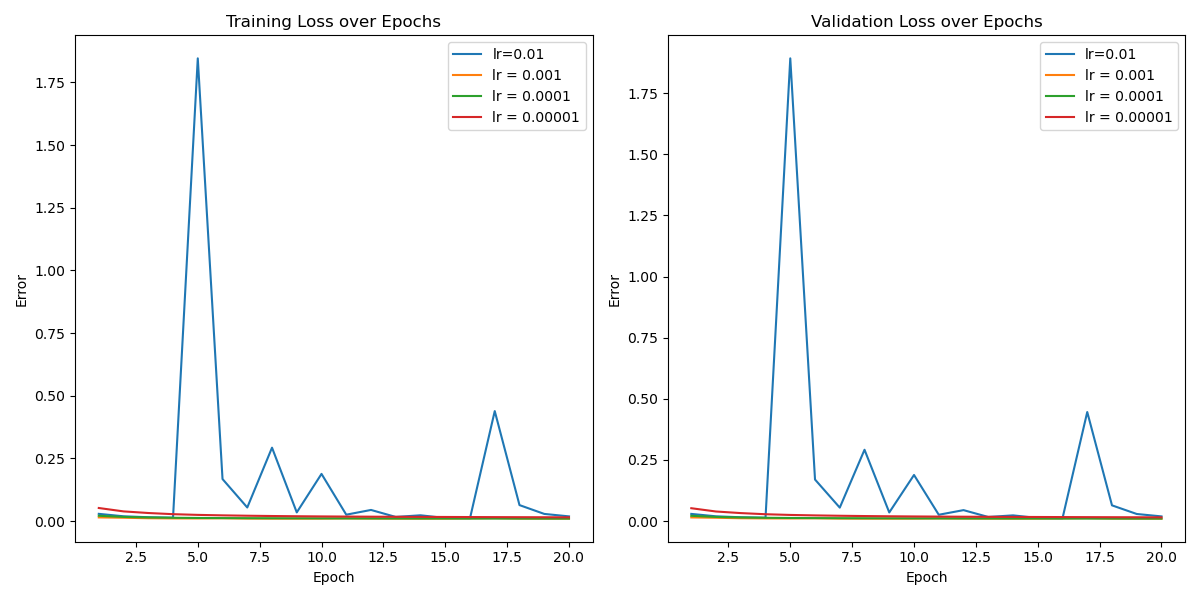 Training Loss over Epochs
lr=0.01
lr = 0.001
lr = 0.0001
lr = 0.00001
1.75
1.50
1.25
1.00
0.75
0.50
0.25
0.00
Error
2.5 5.0 7.5 10.0 12.5 15.0 17.5 20.0
Epoch
Validation Loss over Epochs
lr=0.01
lr = 0.001
lr = 0.0001
lr = 0.00001
1.75
1.50
1.25
1.00
0.75
0.50
0.25
0.00
Error
2.5 5.0 7.5 10.0 12.5 15.0 17.5 20.0
Epoch